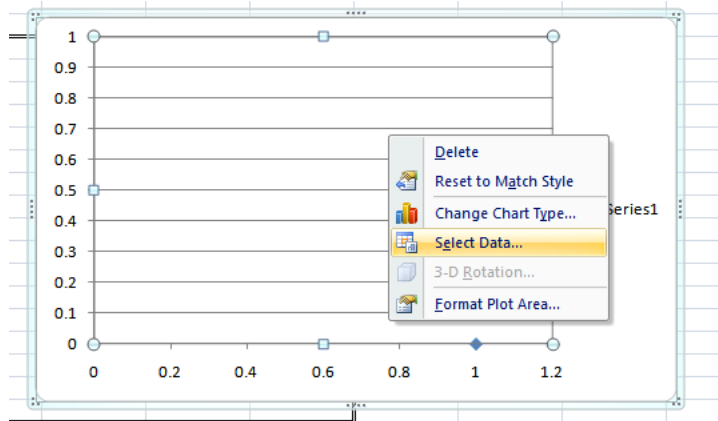 1
0.9
0.8
0.7
0.6
0.5
0.4
0.3
0.2
0.1
0
0 0.2 0.4 0.6 0.8 1 1.2
Delete
Reset to Match Style
Change Chart Type...
Select Data...
3-D Rotation...
Format Plot Area...
Series1